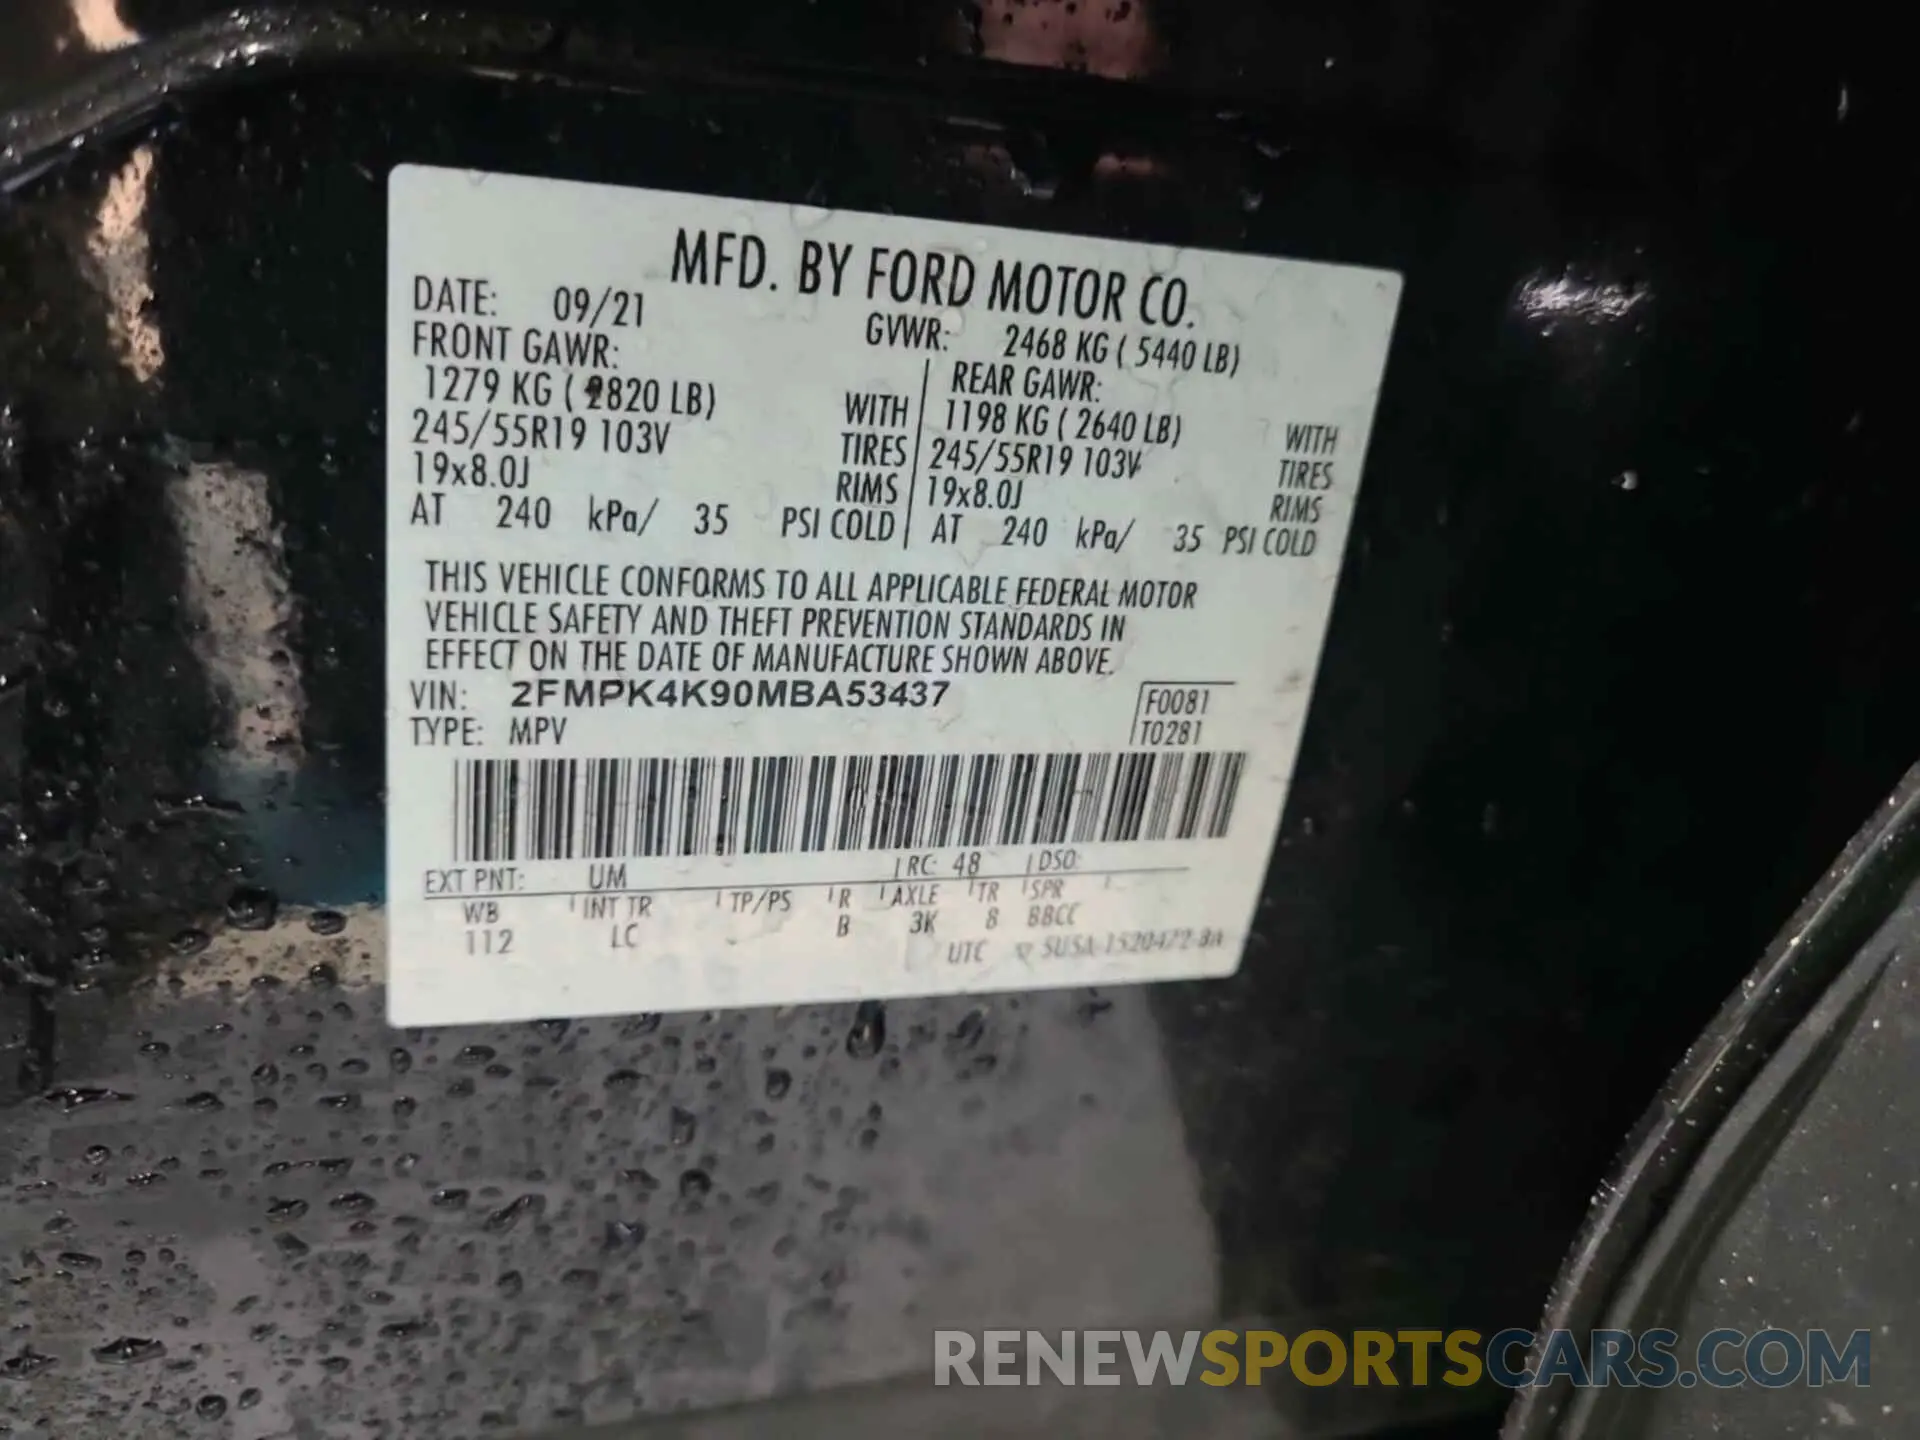 MFD. BY FORD MOTOR CO.
DATE: 09/21 GVWR: 2468 KG ( 5440 LB)
FRONT GAWR: REAR GAWR:
1279 KG ( 2820 LB) WITH 1198 KG ( 2640 LB) WITH
245/55R19 103V TIRES 245/55R19 103V TIRES
19x8.0J RIMS 19x8.0J RIMS
AT 240 kPa/ 35 PSI COLD AT 240 kPa/ 35 PSI COLD
THIS VEHICLE CONFORMS TO ALL APPLICABLE FEDERAL MOTOR
VEHICLE SAFETY AND THEFT PREVENTION STANDARDS IN
EFFECT ON THE DATE OF MANUFACTURE SHOWN ABOVE.
VIN: 2FMPK4K90MBA53437 F0081
TYPE: MPV T0281
EXT PNT: UM RC: 48 DSO:
WB INT TR TP/PS R AXLE TR SPR
112 LC B 3K 8 BBCC
UTC
RENEWSPORTSCARS.COM